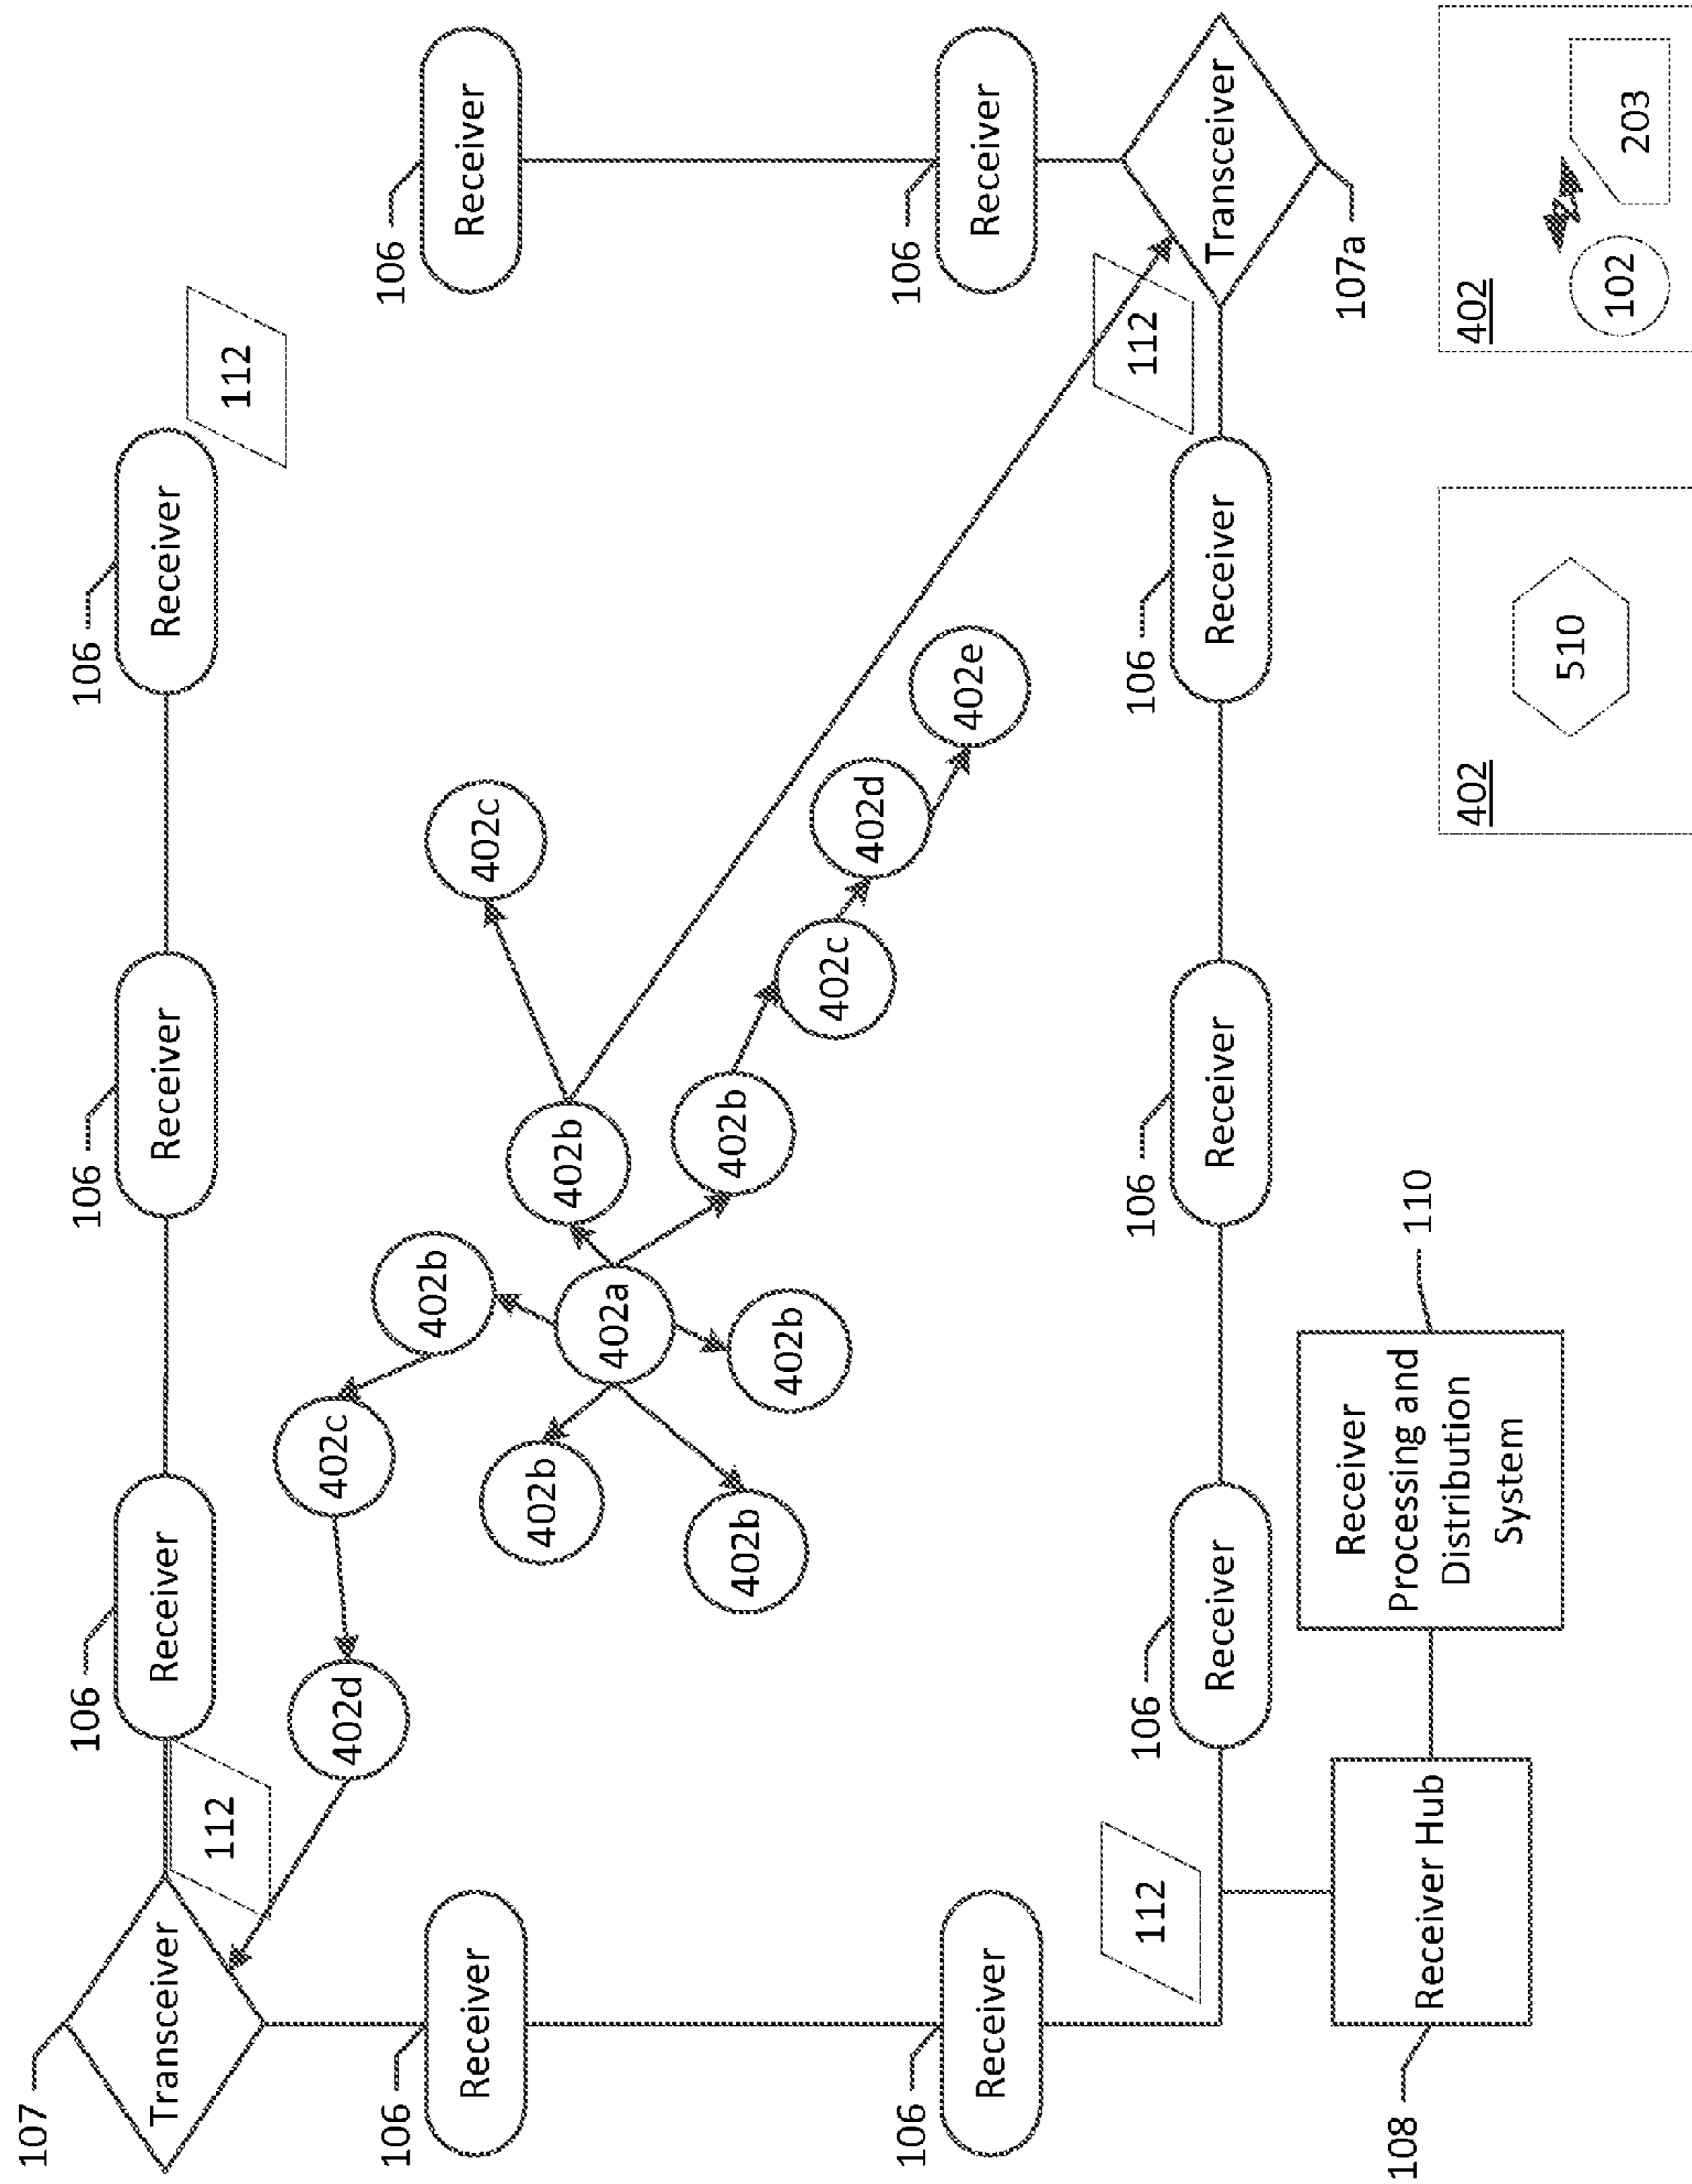 107
106
106
106
Transceiver
Receiver
Receiver
Receiver
112
112
402c
402d
106
106
402b
Receiver
402c
Receiver
402b
402b
402a
402b
402b
402b
402c
402d
106
106
Receiver
402e
Receiver
112
106
106
106
112
Receiver
Receiver
Receiver
Transceiver
107a
Receiver
Processing and
Distribution
System
110
Receiver Hub
108
402
510
402
102
203